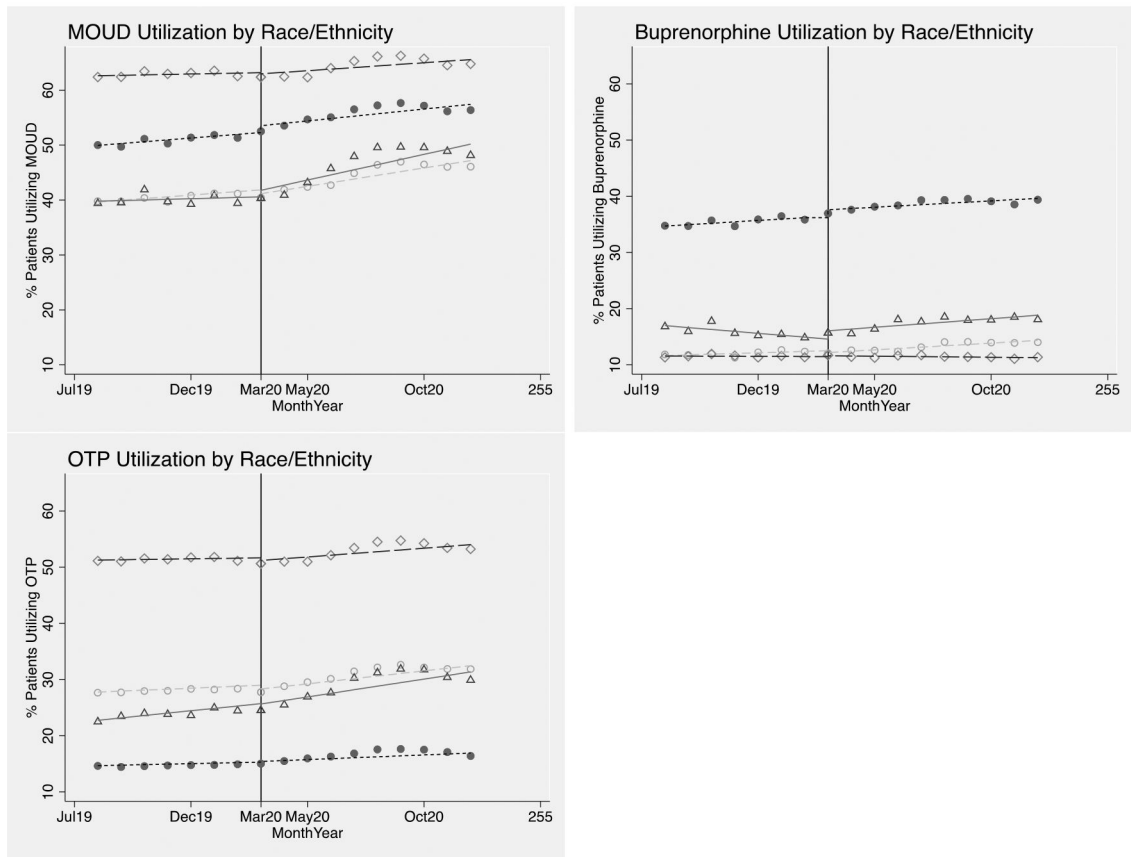 MOUD Utilization by Race/Ethnicity
% Patients Utilizing MOUD
60
50
40
30
20
10
Jul19 Dec19 Mar20 May20 Oct20 255
MonthYear
Buprenorphine Utilization by Race/Ethnicity
% Patients Utilizing Buprenorphine
60
50
40
30
20
10
Jul19 Dec19 Mar20 May20 Oct20 255
MonthYear
OTP Utilization by Race/Ethnicity
% Patients Utilizing OTP
60
50
40
30
20
10
Jul19 Dec19 Mar20 May20 Oct20 255
MonthYear